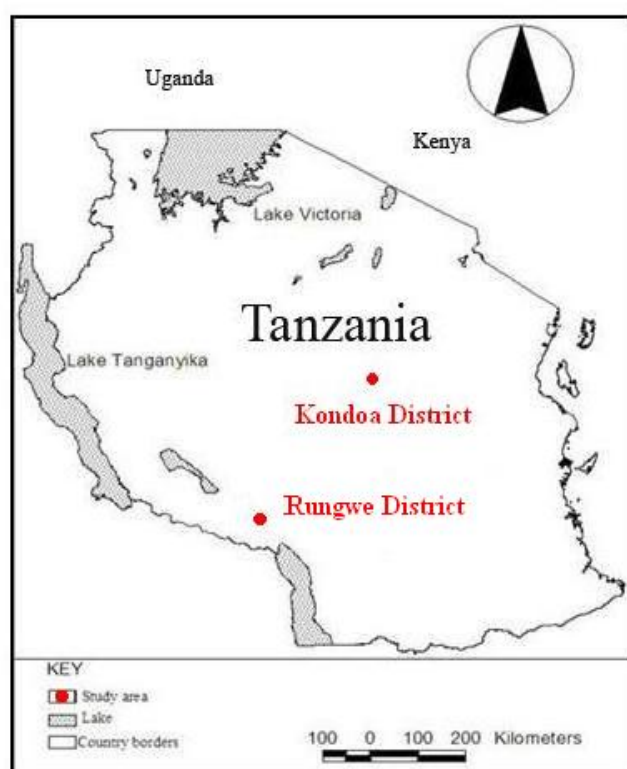 Uganda
Kenya
Lake Victoria
Tanzania
Lake Tanganyika
Kondoa District
Rungwe District
KEY
Study area
Lake
Country borders
100 0 100 200 Kilometers